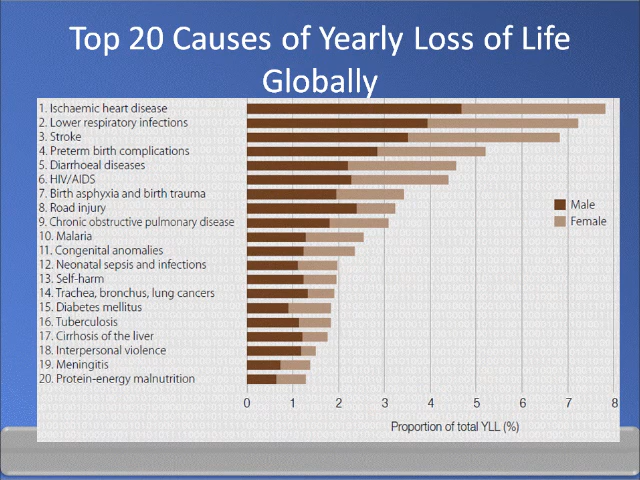 Top 20 Causes of Yearly Loss of Life
Globally
1. Ischaemic heart disease
2. Lower respiratory infections
3. Stroke
4. Preterm birth complications
5. Diarrhoeal diseases
6. HIV/AIDS
7. Birth asphyxia and birth trauma
8. Road injury
9. Chronic obstructive pulmonary disease
10. Malaria
11. Congenital anomalies
12. Neonatal sepsis and infections
13. Self-harm
14. Trachea, bronchus, lung cancers
15. Diabetes mellitus
16. Tuberculosis
17. Cirrhosis of the liver
18. Interpersonal violence
19. Meningitis
20. Protein-energy malnutrition
Male
Female
0 1 2 3 4 5 6 7 8
Proportion of total YLL (%)